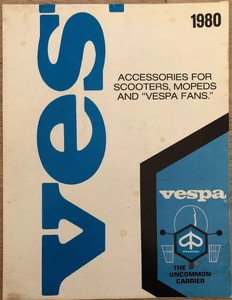 1980
ves
ACCESSORIES FOR
SCOOTERS, MOPEDS
AND "VESPA FANS."
vespa
THE
UNCOMMON
CARRIER